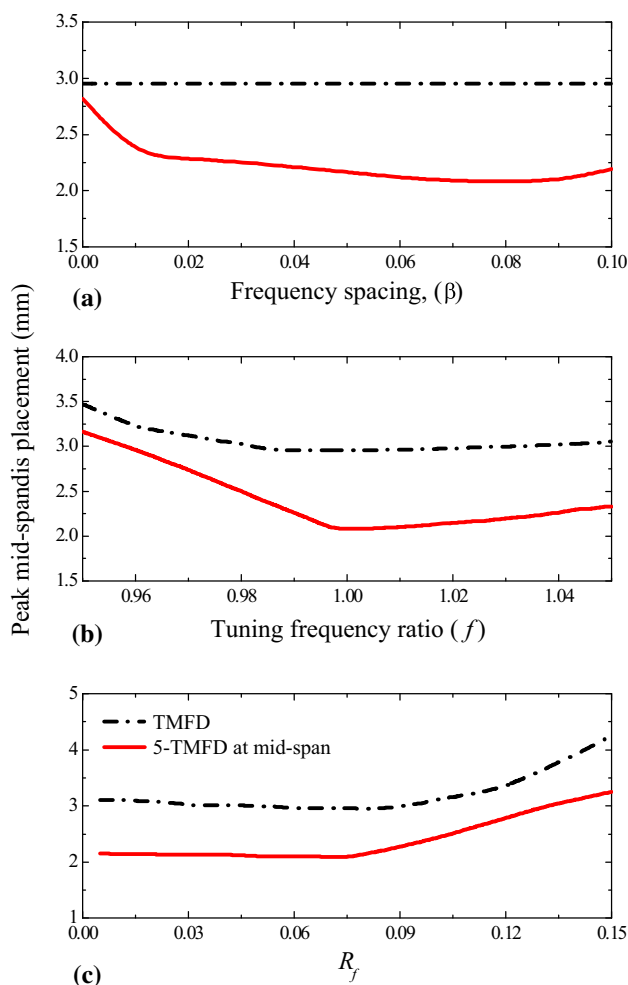 3.5
3.0
2.5
2.0
1.5
0.00 0.02 0.04 0.06 0.08 0.10
(a) Frequency spacing, (β)
Peak mid-spandis placement (mm)
4.0
3.5
3.0
2.5
2.0
1.5
0.96 0.98 1.00 1.02 1.04
(b) Tuning frequency ratio (f)
5
4
3
2
1
TMFD
5-TMFD at mid-span
0.00 0.03 0.06 0.09 0.12 0.15
(c) R_f